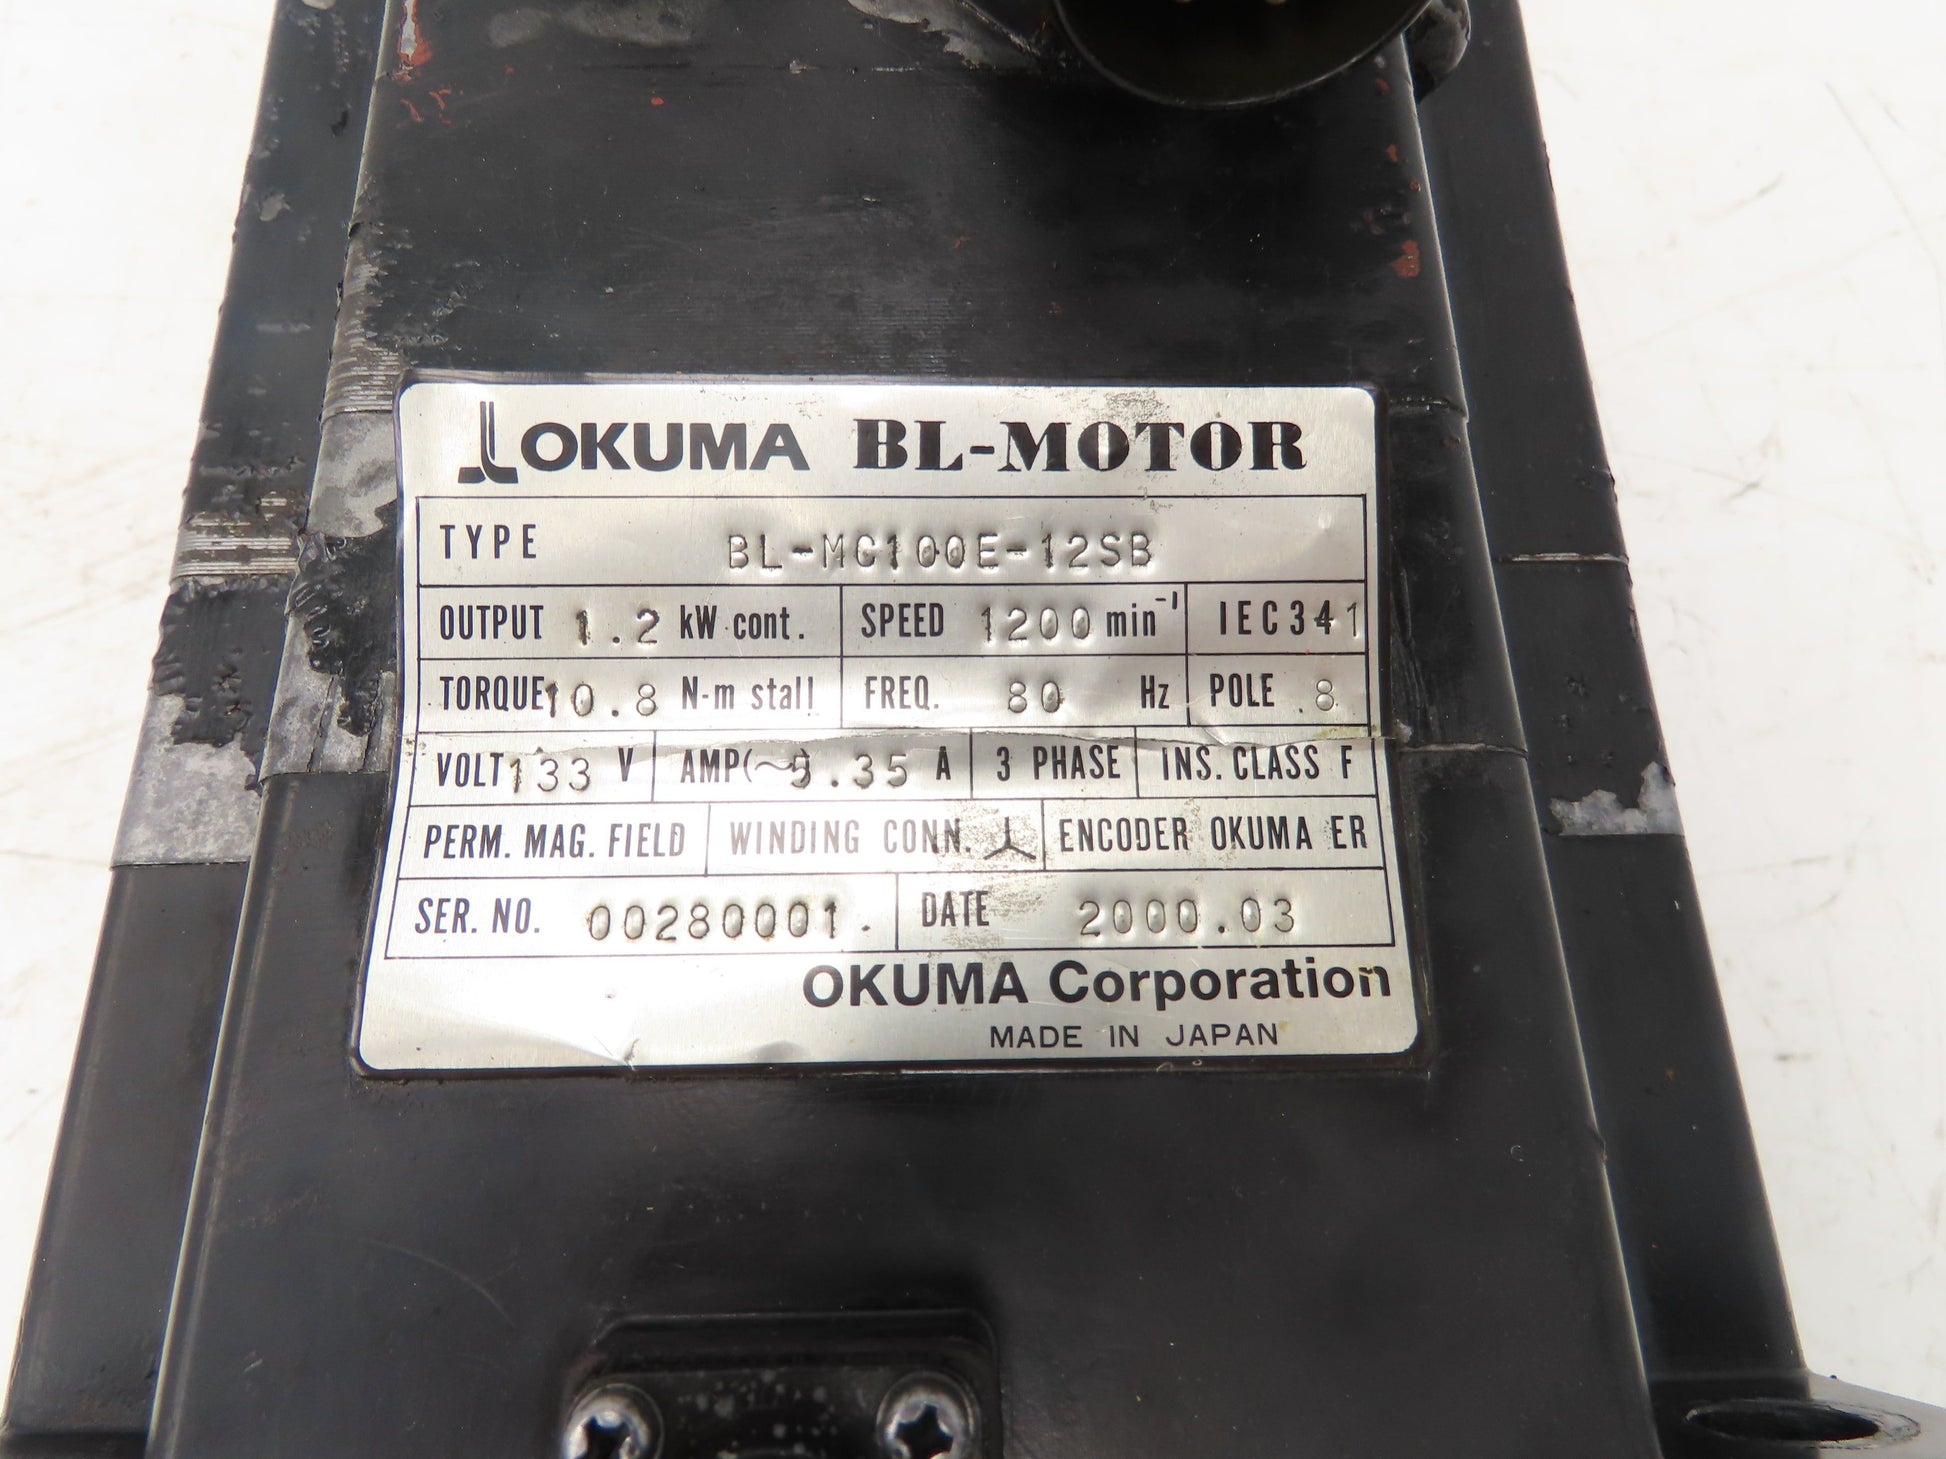 OKUMA BL-MOTOR
TYPE BL-MC100E-12SB
OUTPUT 1.2 kW cont. SPEED 1200 min⁻¹ IEC341
TORQUE 10.8 N-m stall FREQ. 80 Hz POLE .8
VOLT 133 V AMP(~) 9.35 A 3 PHASE INS. CLASS F
PERM. MAG. FIELD WINDING CONN. ENCODER OKUMA ER
SER. NO. 00280001. DATE 2000.03
OKUMA Corporation
MADE IN JAPAN